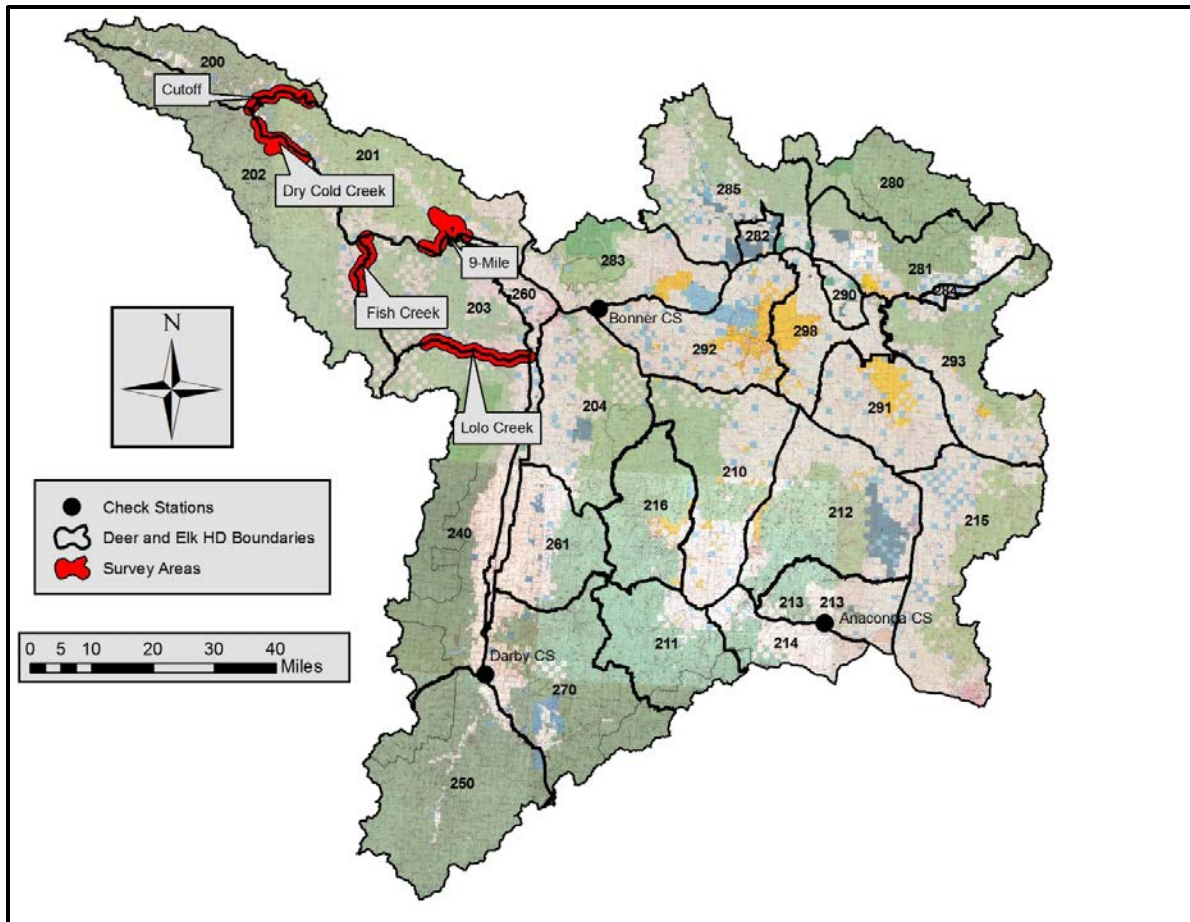 200
Cutoff
201
202
Dry Cold Creek
285
280
282
9-Mile
283
281
284
260
290
Fish Creek
203
Bonner CS
298
292
293
N
291
204
Lolo Creek
210
Check Stations
216
212
215
Deer and Elk HD Boundaries
240
261
Survey Areas
213
213
Anaconda CS
211
214
0 5 10 20 30 40
Miles
Darby CS
270
250